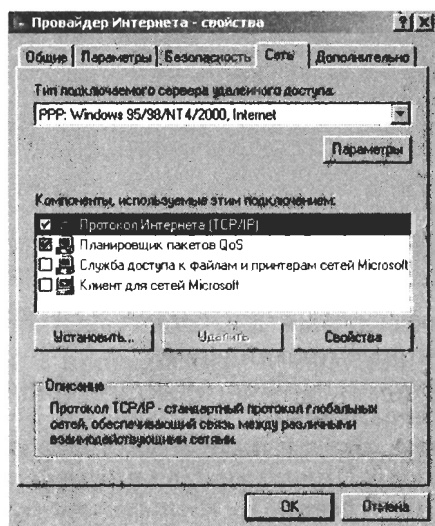 Провайдер Интернета - свойства
Общие Параметры Безопасность Сеть Дополнительно
Тип подключаемого сервера удаленного доступа:
PPP: Windows 95/98/NT4/2000, Internet
Параметры
Компоненты, используемые этим подключением:
Протокол Интернета (TCP/IP)
Планировщик пакетов QoS
Служба доступа к файлам и принтерам сетей Microsoft
Клиент для сетей Microsoft
Установить... Удалить Свойства
Описание
Протокол TCP/IP - стандартный протокол глобальных
сетей, обеспечивающий связь между различными
взаимодействующими сетями.
OK Отмена